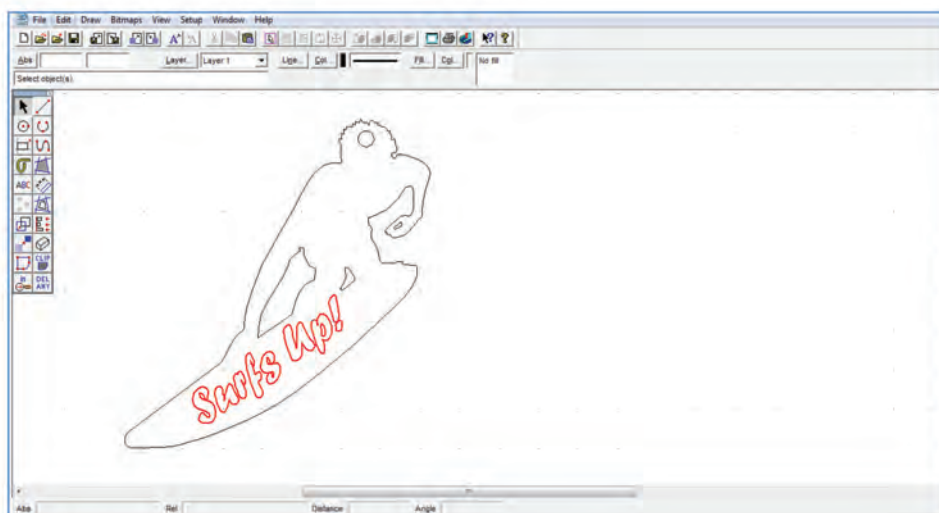 File Edit Draw Bitmaps View Setup Window Help
Abs Layer... Layer 1 Line... Col... Fill... Col... No fill
Select object(s).
ABC
CLIP
DEL ARY
Surfs Up!
Abs Rel Distance Angle